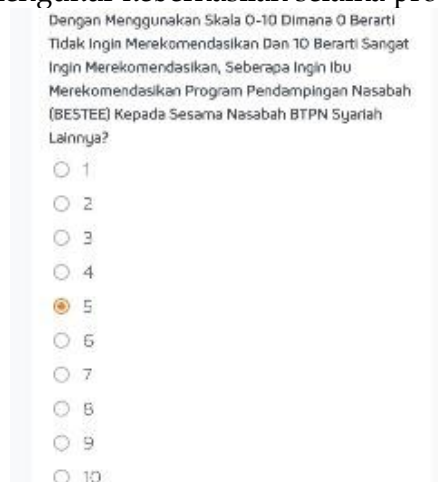 Dengan Menggunakan Skala 0-10 Dimana 0 Berarti
Tidak Ingin Merekomendasikan Dan 10 Berarti Sangat
Ingin Merekomendasikan, Seberapa Ingin Ibu
Merekomendasikan Program Pendampingan Nasabah
(BESTEE) Kepada Sesama Nasabah BTPN Syariah
Lainnya?
1
2
3
4
5
6
7
8
9
10